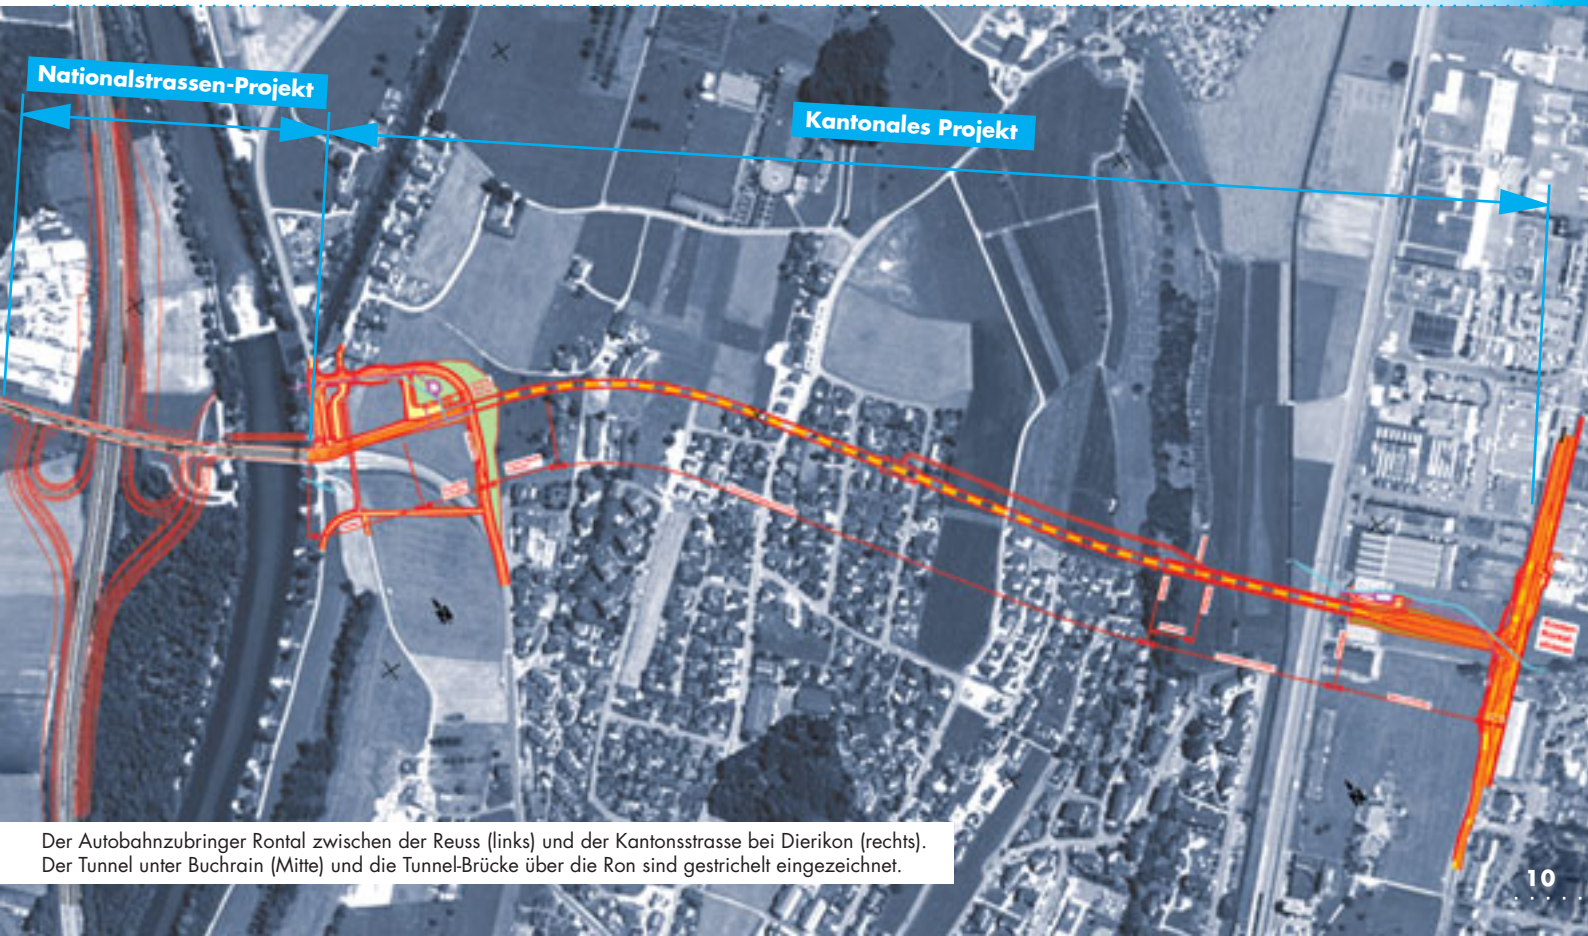 Nationalstrassen-Projekt
Kantonales Projekt
Der Autobahnzubringer Rontal zwischen der Reuss (links) und der Kantonsstrasse bei Dierikon (rechts).
Der Tunnel unter Buchrain (Mitte) und die Tunnel-Brücke über die Ron sind gestrichelt eingezeichnet.
10